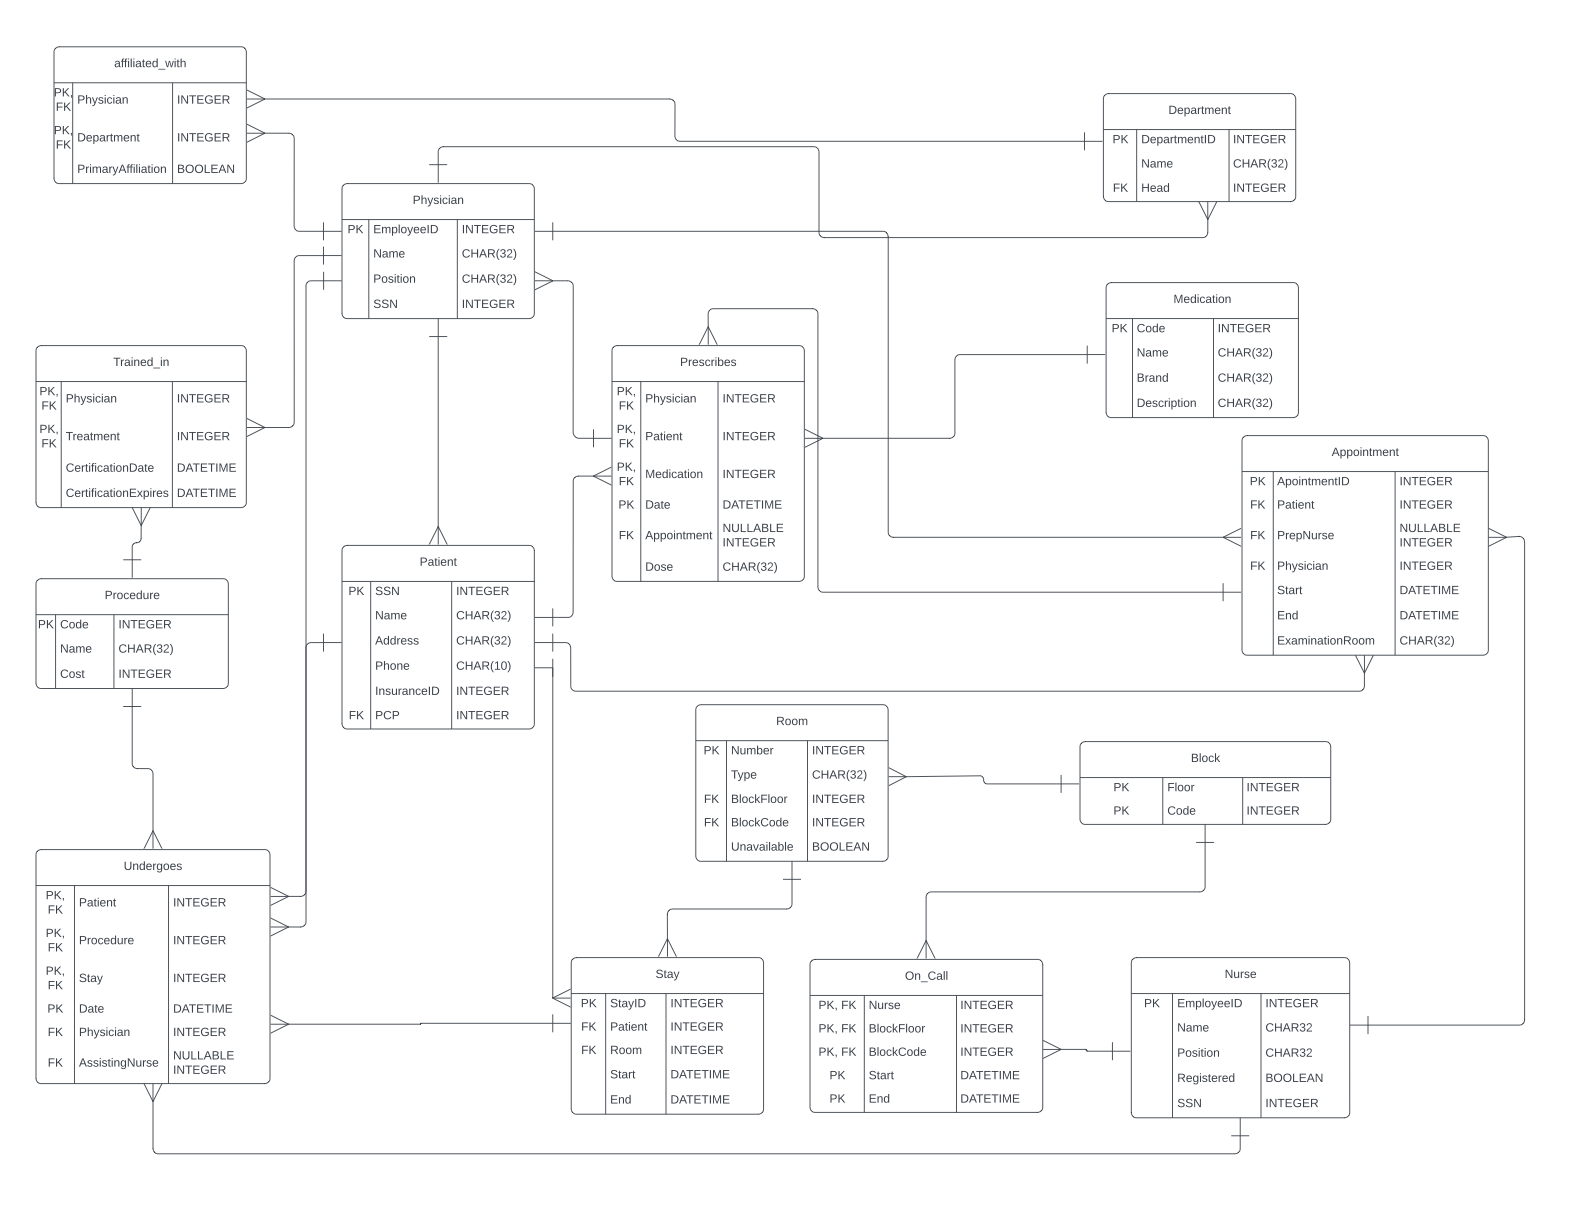 affiliated_with
PK, FK Physician INTEGER
PK, FK Department INTEGER
PrimaryAffiliation BOOLEAN
Department
PK DepartmentID INTEGER
Name CHAR(32)
FK Head INTEGER
Physician
PK EmployeeID INTEGER
Name CHAR(32)
Position CHAR(32)
SSN INTEGER
Medication
PK Code INTEGER
Name CHAR(32)
Brand CHAR(32)
Description CHAR(32)
Trained_in
PK, FK Physician INTEGER
PK, FK Treatment INTEGER
CertificationDate DATETIME
CertificationExpires DATETIME
Prescribes
PK, FK Physician INTEGER
PK, FK Patient INTEGER
PK, FK Medication INTEGER
PK Date DATETIME
FK Appointment NULLABLE INTEGER
Dose CHAR(32)
Appointment
PK ApointmentID INTEGER
FK Patient INTEGER
FK PrepNurse NULLABLE INTEGER
FK Physician INTEGER
Start DATETIME
End DATETIME
ExaminationRoom CHAR(32)
Patient
PK SSN INTEGER
Name CHAR(32)
Address CHAR(32)
Phone CHAR(10)
InsuranceID INTEGER
FK PCP INTEGER
Procedure
PK Code INTEGER
Name CHAR(32)
Cost INTEGER
Room
PK Number INTEGER
Type CHAR(32)
FK BlockFloor INTEGER
FK BlockCode INTEGER
Unavailable BOOLEAN
Block
PK Floor INTEGER
PK Code INTEGER
Undergoes
PK, FK Patient INTEGER
PK, FK Procedure INTEGER
PK, FK Stay INTEGER
PK Date DATETIME
FK Physician INTEGER
FK AssistingNurse NULLABLE INTEGER
Stay
PK StayID INTEGER
FK Patient INTEGER
FK Room INTEGER
Start DATETIME
End DATETIME
On_Call
PK, FK Nurse INTEGER
PK, FK BlockFloor INTEGER
PK, FK BlockCode INTEGER
PK Start DATETIME
PK End DATETIME
Nurse
PK EmployeeID INTEGER
Name CHAR32
Position CHAR32
Registered BOOLEAN
SSN INTEGER